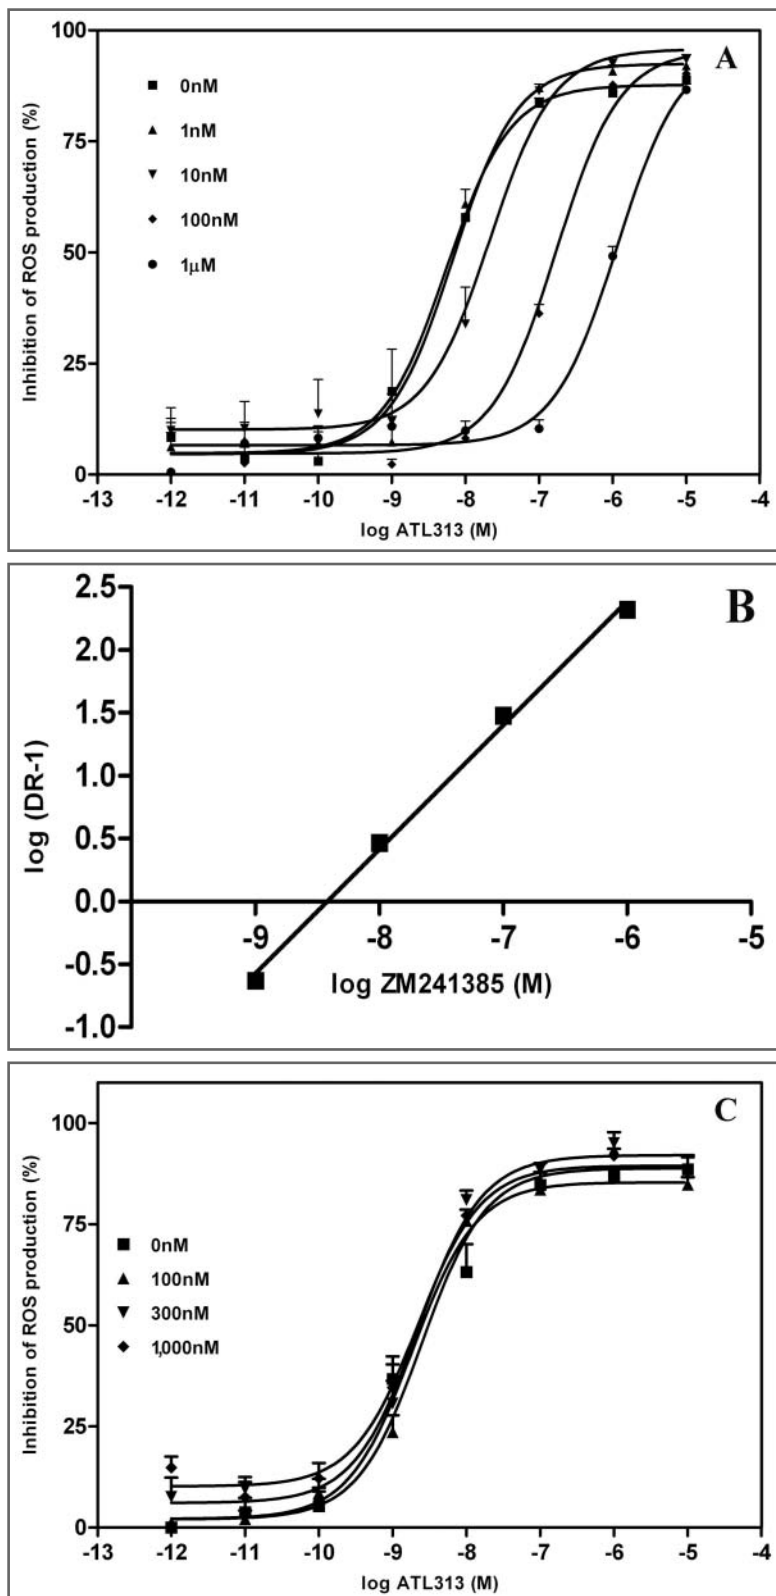 A
100
75
50
25
0
Inhibition of ROS production (%)
0nM
1nM
10nM
100nM
1µM
-13 -12 -11 -10 -9 -8 -7 -6 -5 -4
log ATL313 (M)
B
2.5
2.0
1.5
1.0
0.5
0.0
-0.5
-1.0
log (DR-1)
-9 -8 -7 -6 -5
log ZM241385 (M)
C
100
75
50
25
0
Inhibition of ROS production (%)
0nM
100nM
300nM
1,000nM
-13 -12 -11 -10 -9 -8 -7 -6 -5 -4
log ATL313 (M)